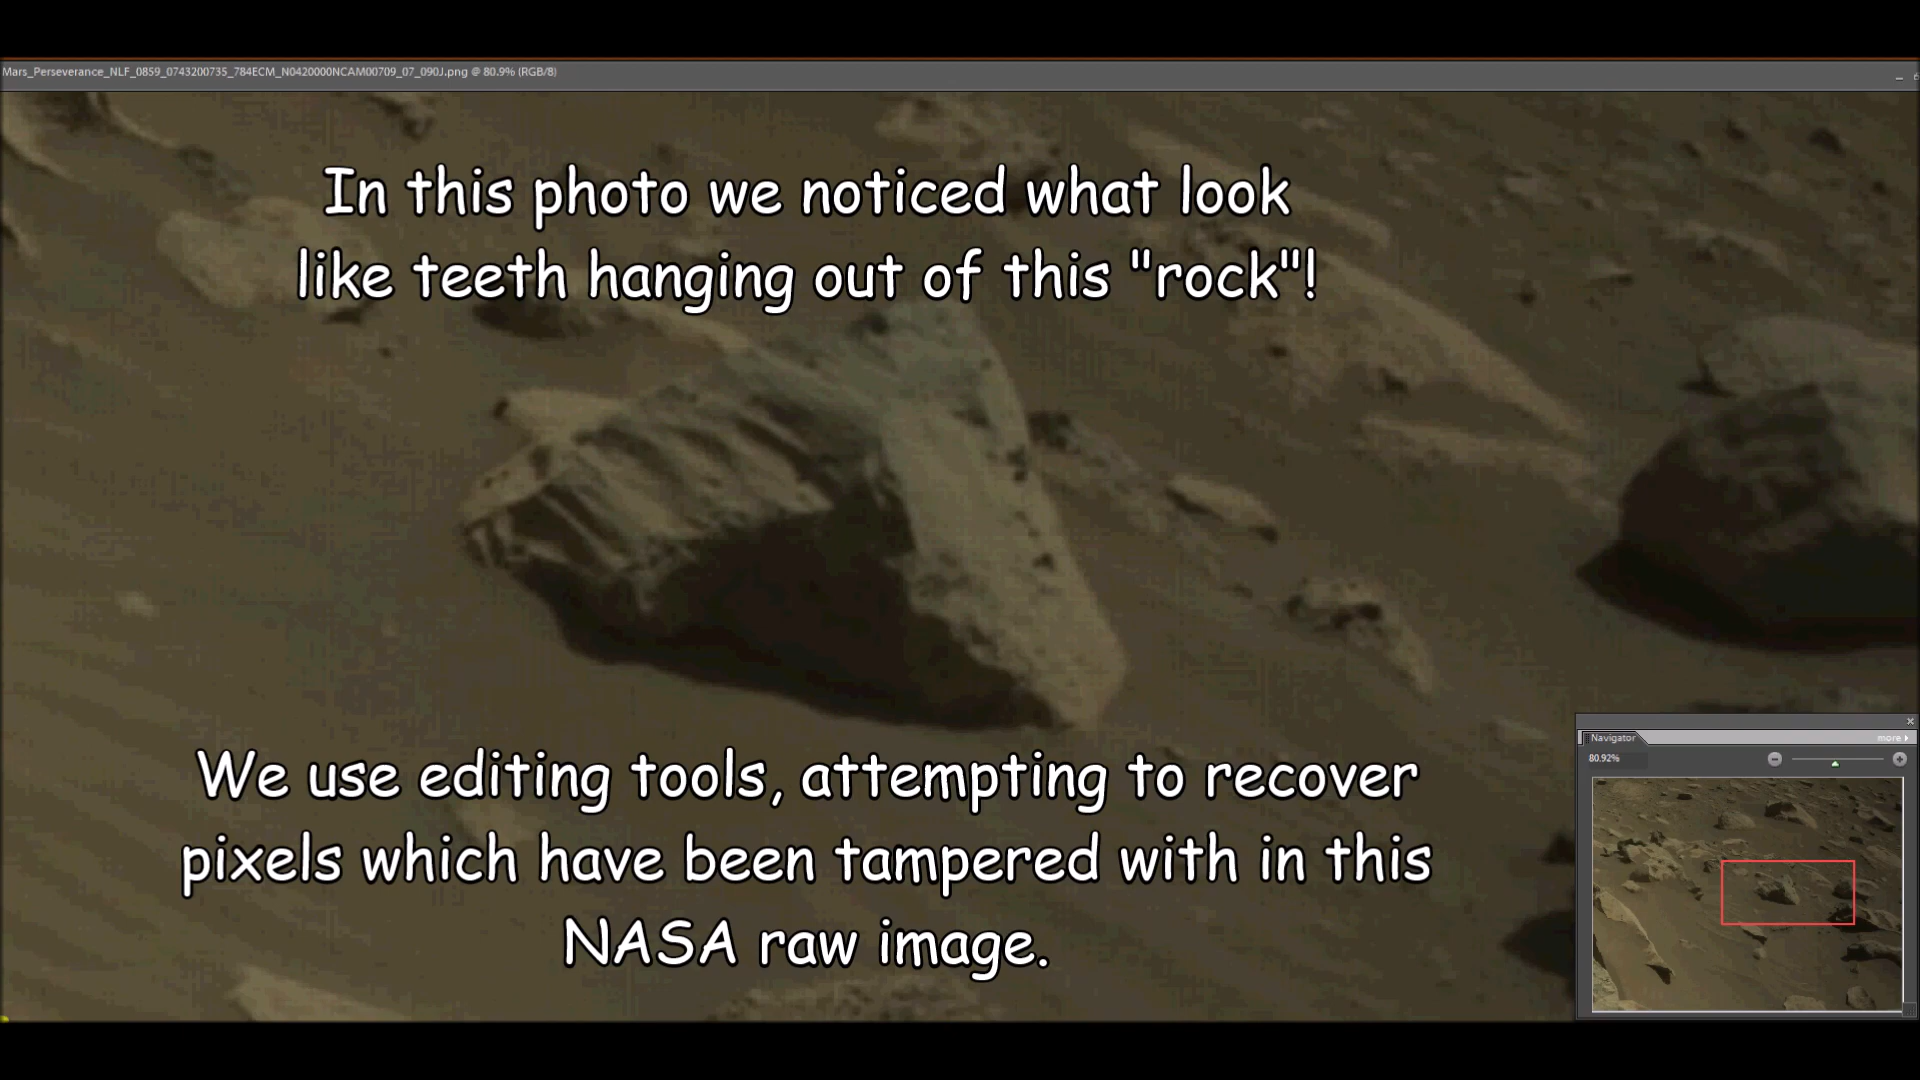 Mars_Perseverance_NLF_0859_0743200735_784ECM_N0420000NCAM00709_07_090J.png @ 80.9% (RGB/8)
In this photo we noticed what look
like teeth hanging out of this "rock"!
We use editing tools, attempting to recover
pixels which have been tampered with in this
NASA raw image.
Navigator
more
80.92%